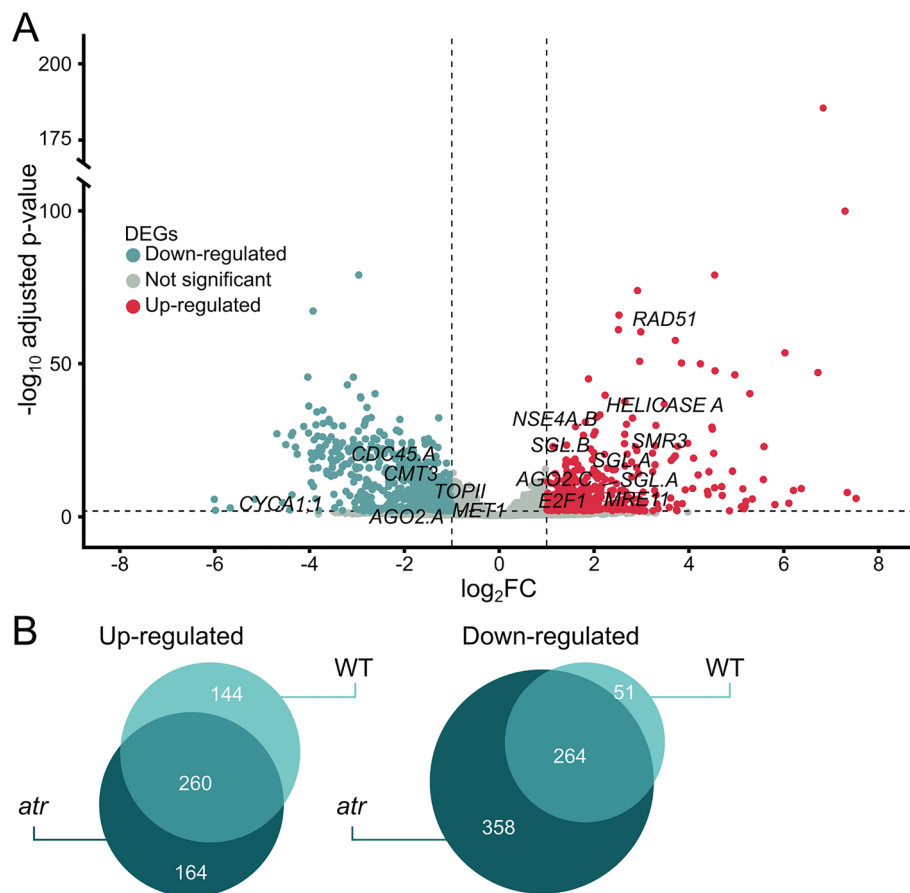 A
200
175
100
50
0
-log10 adjusted p-value
DEGs
Down-regulated
Not significant
Up-regulated
RAD51
HELICASE A
NSE4A.B
SGL.B
SMR3
SGL.A
AGO2.C
SGL.A
E2F1
MRE11
CDC45.A
CMT3
TOPII
CYCA1:1
AGO2.A
MET1
-8 -6 -4 -2 0 2 4 6 8
log2FC
B
Up-regulated
WT
144
260
atr
164
Down-regulated
WT
51
264
atr
358